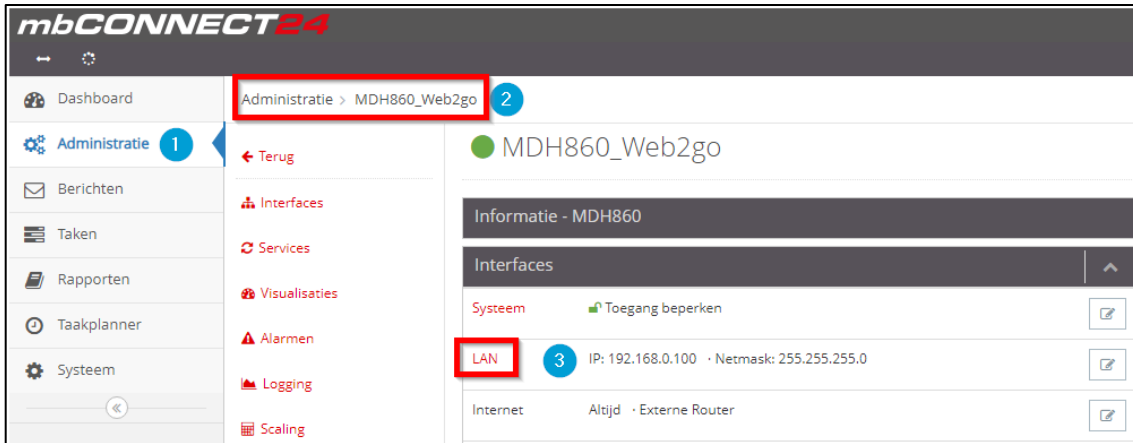 mbCONNECT24
Dashboard
Administratie 1
Berichten
Taken
Rapporten
Taakplanner
Systeem
Administratie > MDH860_Web2go 2
Terug
Interfaces
Services
Visualisaties
Alarmen
Logging
Scaling
MDH860_Web2go
Informatie - MDH860
Interfaces
Systeem Toegang beperken
LAN 3 IP: 192.168.0.100 · Netmask: 255.255.255.0
Internet Altijd · Externe Router